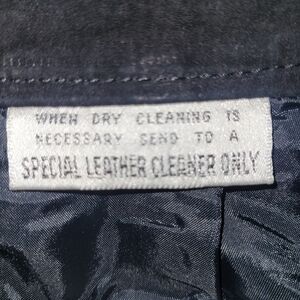 WHEN DRY CLEANING IS
NECESSARY SEND TO A
SPECIAL LEATHER CLEANER ONLY